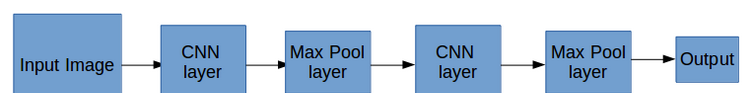 Input Image
CNN
layer
Max Pool
layer
CNN
layer
Max Pool
layer
Output